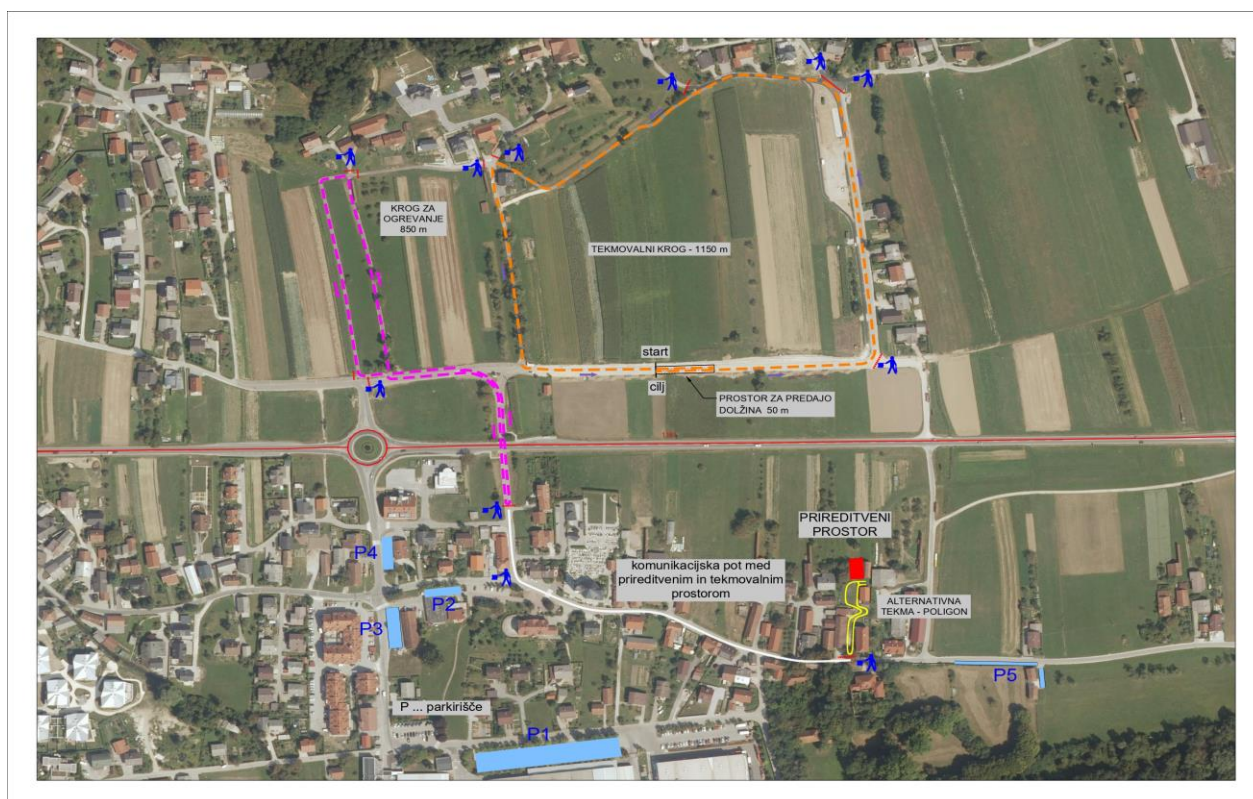 KROG ZA
OGREVANJE
850 m
TEKMOVALNI KROG - 1150 m
start
cilj
PROSTOR ZA PREDAJO
DOLŽINA 50 m
PRIREDITVENI
PROSTOR
P4
komunikacijska pot med
prireditvenim in tekmovalnim
prostorom
P2
ALTERNATIVNA
TEKMA - POLIGON
P3
P5
P ... parkirišče
P1